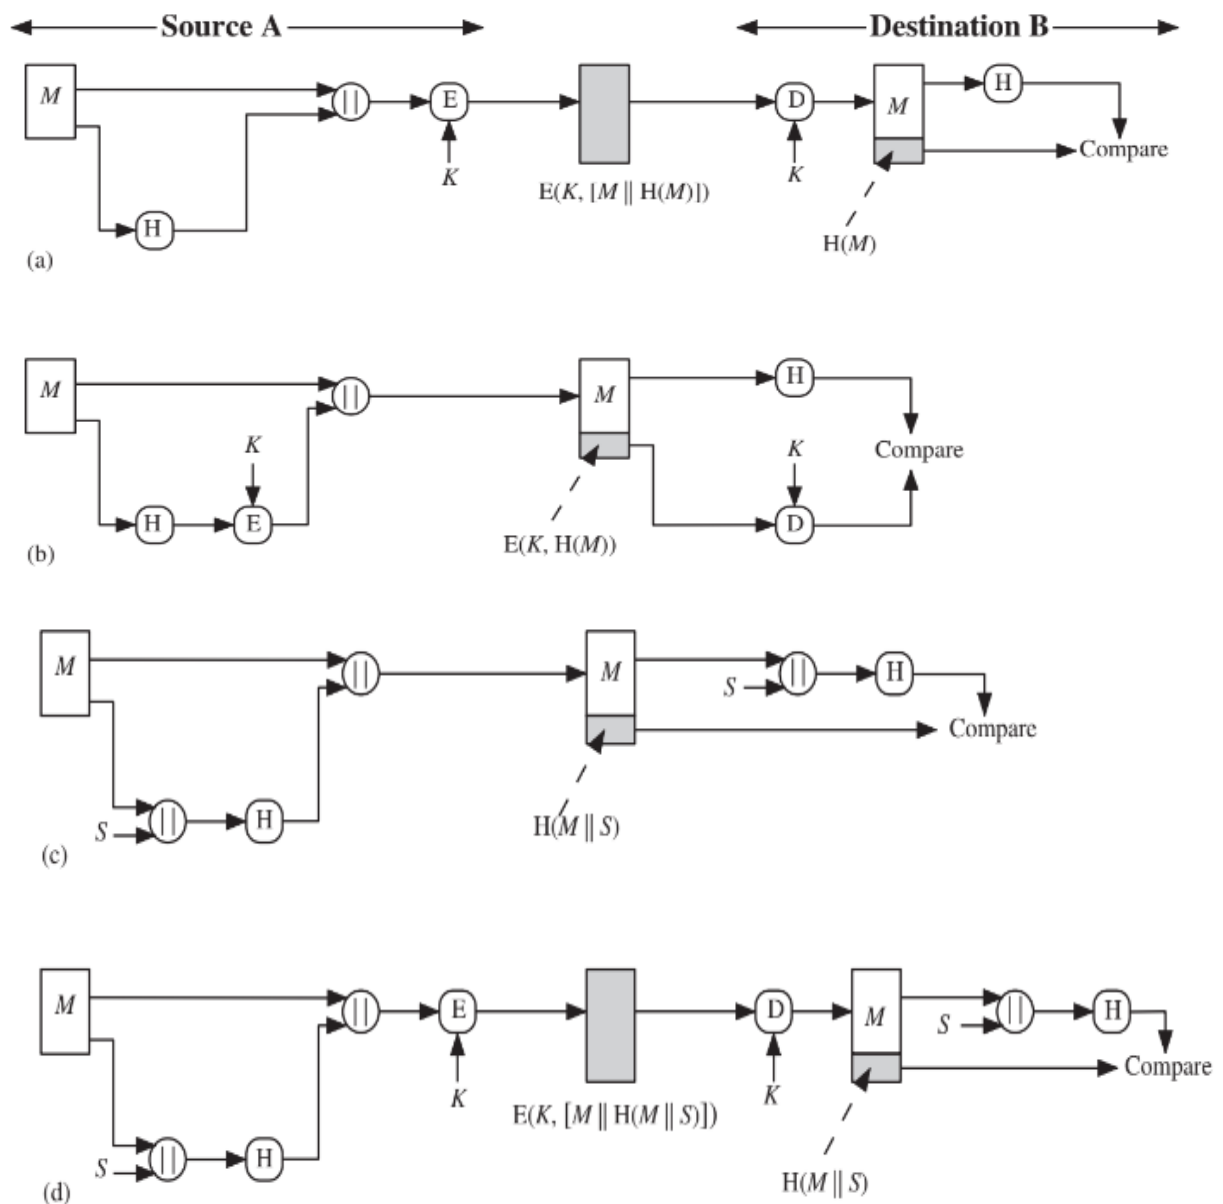 Source A Destination B
M || E D M H
K K Compare
E(K, [M || H(M)])
H H(M)
(a)
M || M H
K K Compare
H E D
E(K, H(M))
(b)
M || M || H
S
Compare
|| H
S H(M || S)
(c)
M || E D M || H
S
K K Compare
E(K, [M || H(M || S)])
|| H
S H(M || S)
(d)